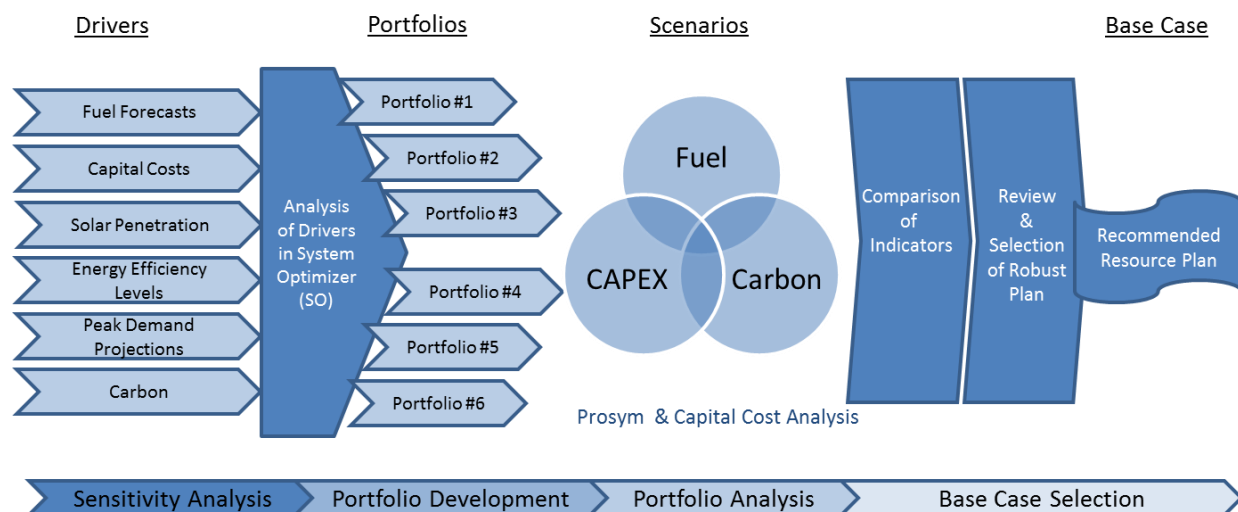 Drivers
Portfolios
Scenarios
Base Case
Fuel Forecasts
Capital Costs
Solar Penetration
Energy Efficiency
Levels
Peak Demand
Projections
Carbon
Analysis
of Drivers
in System
Optimizer
(SO)
Portfolio #1
Portfolio #2
Portfolio #3
Portfolio #4
Portfolio #5
Portfolio #6
Fuel
CAPEX
Carbon
Prosym & Capital Cost Analysis
Comparison
of
Indicators
Review
&
Selection
of Robust
Plan
Recommended
Resource Plan
Sensitivity Analysis
Portfolio Development
Portfolio Analysis
Base Case Selection